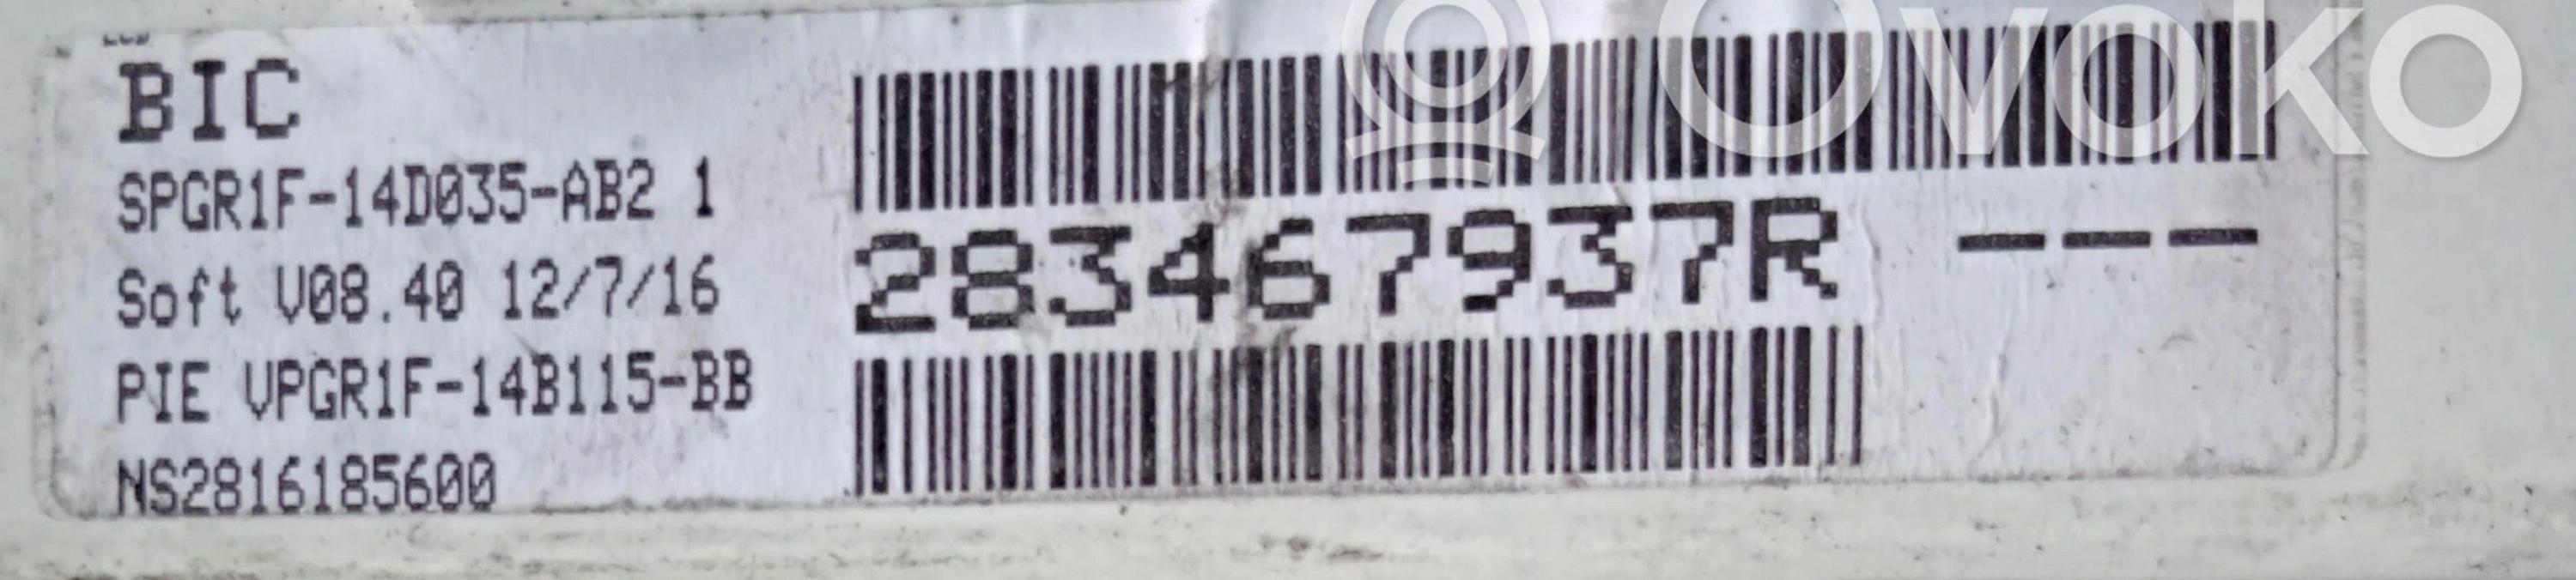 BIC
SPGR1F-14D035-AB2 1
Soft V08.40 12/7/16
PIE VPGR1F-14B115-BB
NS2816185600
283467937R ---
Ovoko